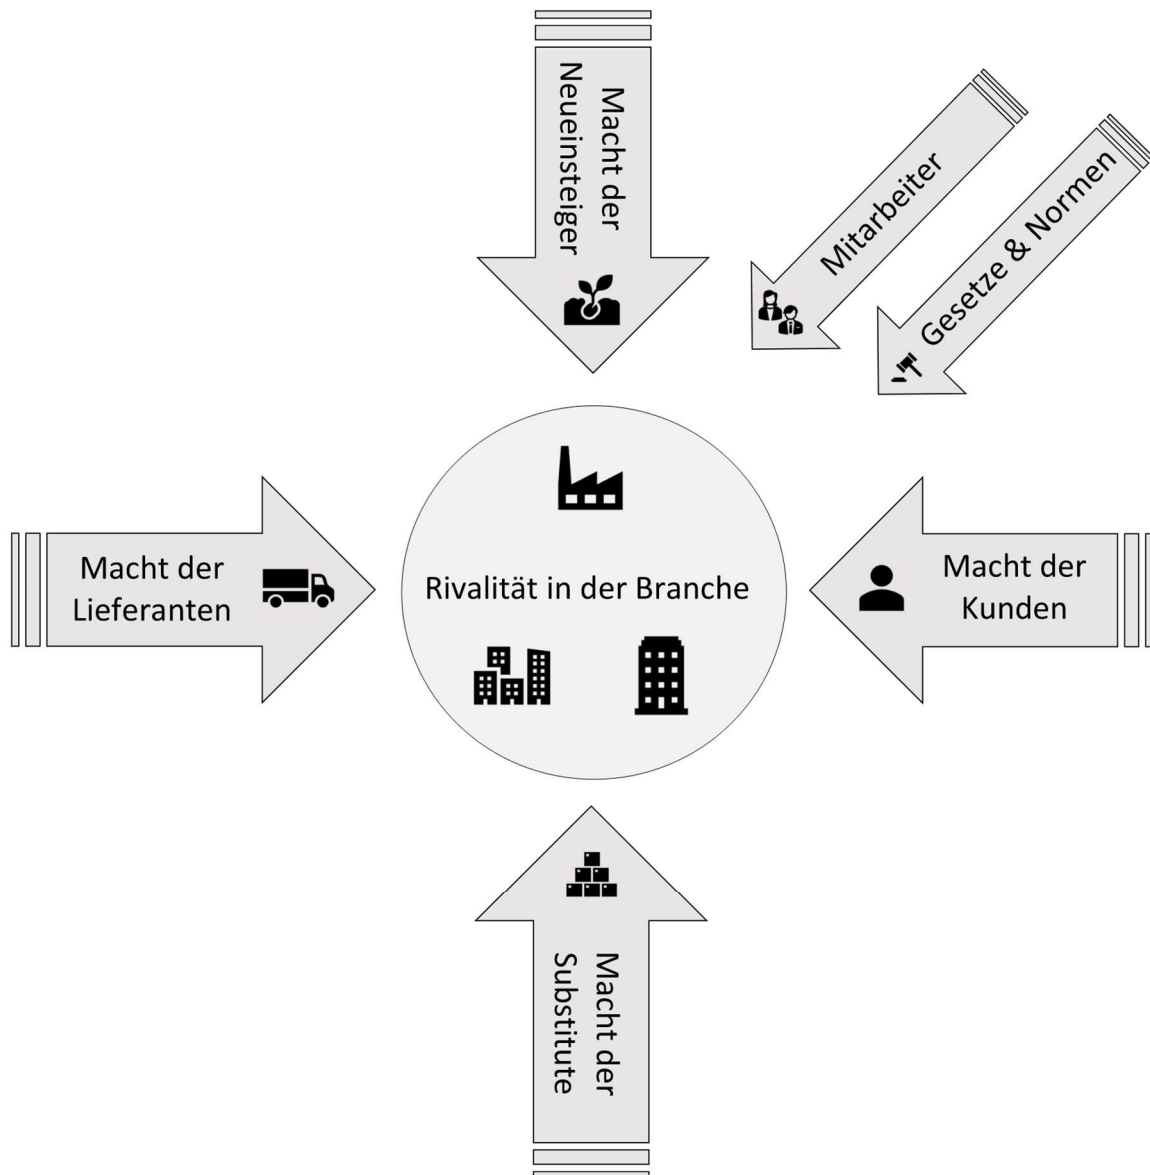 Macht der
Neueinsteiger
Mitarbeiter
Gesetze & Normen
Macht der
Lieferanten
Rivalität in der Branche
Macht der
Kunden
Macht der
Substitute